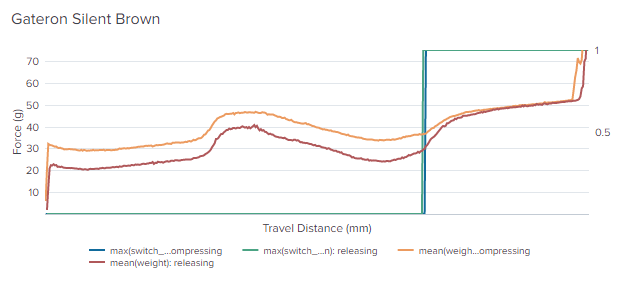 Gateron Silent Brown
70
60
50
40
30
20
10
Force (g)
1
0.5
Travel Distance (mm)
max(switch_...ompressing max(switch_...n): releasing mean(weigh...ompressing
mean(weight): releasing